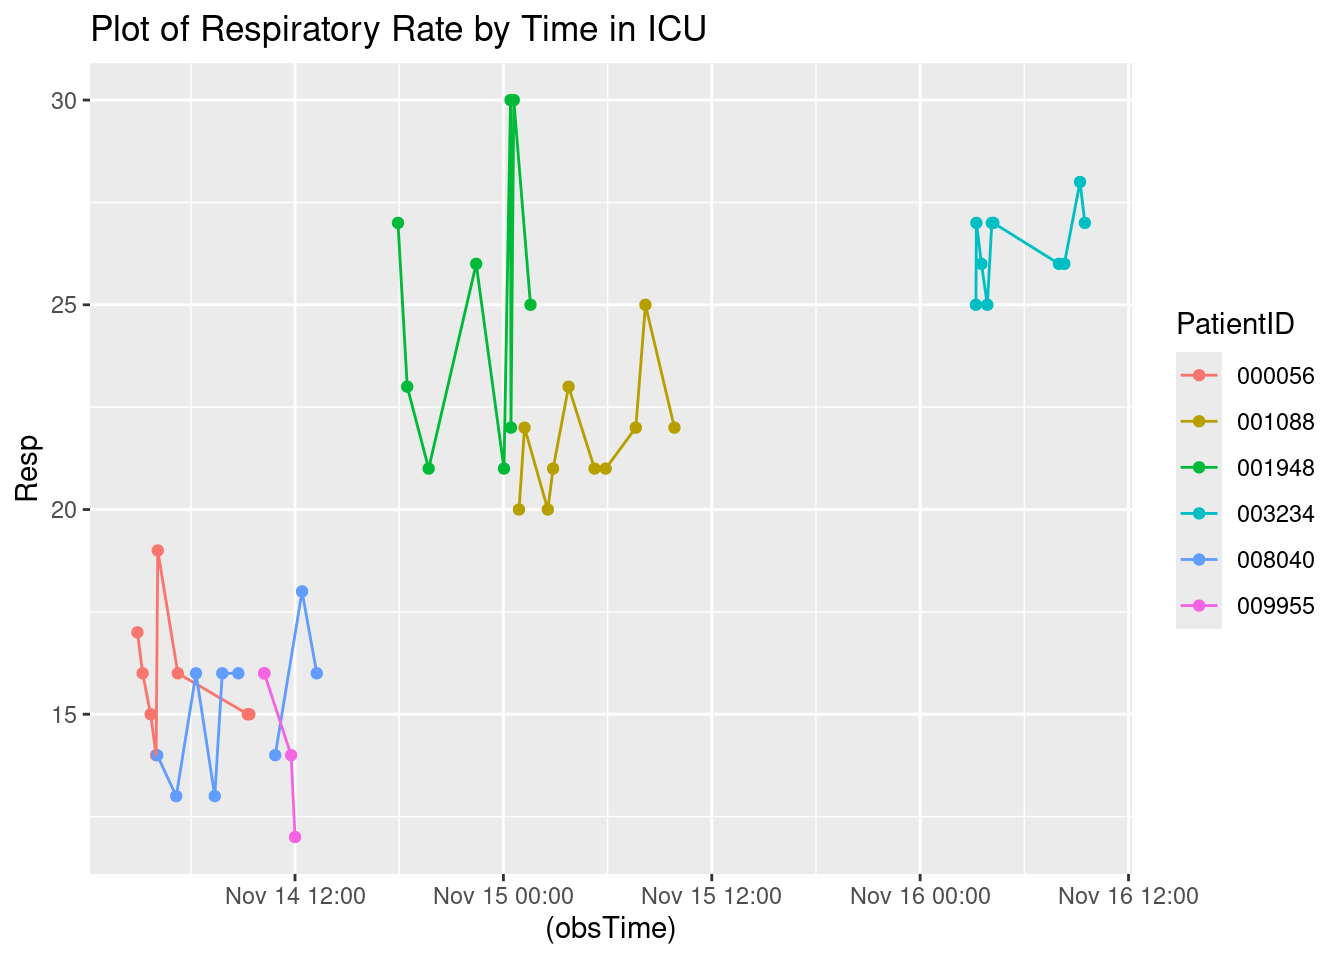 Plot of Respiratory Rate by Time in ICU
30
25
20
15
Resp
Nov 14 12:00
Nov 15 00:00
Nov 15 12:00
Nov 16 00:00
Nov 16 12:00
(obsTime)
PatientID
000056
001088
001948
003234
008040
009955